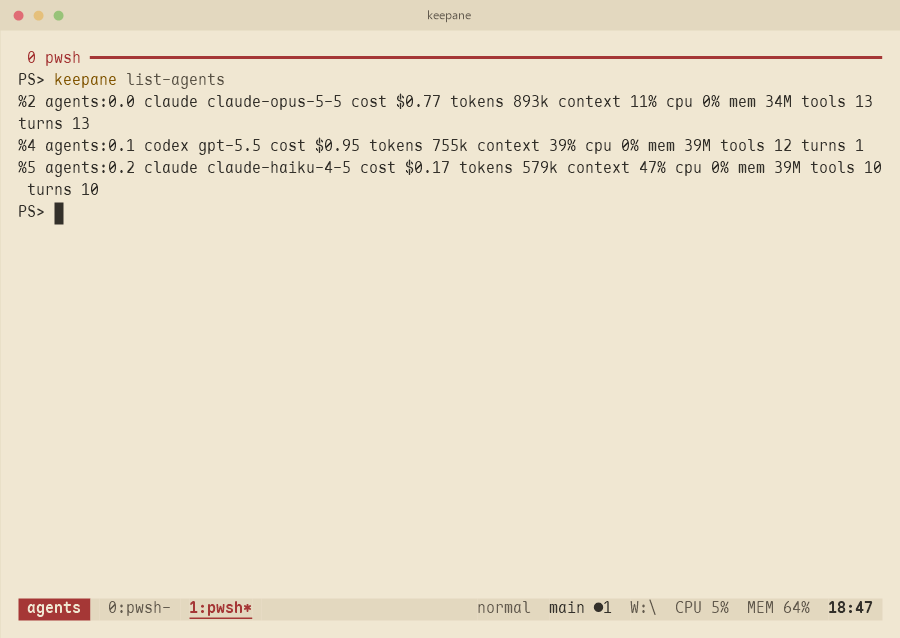 keepane
0 pwsh
PS> keepane list-agents
%2 agents:0.0 claude claude-opus-5-5 cost $0.77 tokens 893k context 11% cpu 0% mem 34M tools 13
turns 13
%4 agents:0.1 codex gpt-5.5 cost $0.95 tokens 755k context 39% cpu 0% mem 39M tools 12 turns 1
%5 agents:0.2 claude claude-haiku-4-5 cost $0.17 tokens 579k context 47% cpu 0% mem 39M tools 10
turns 10
PS>
agents 0:pwsh- 1:pwsh* normal main ●1 W:\ CPU 5% MEM 64% 18:47